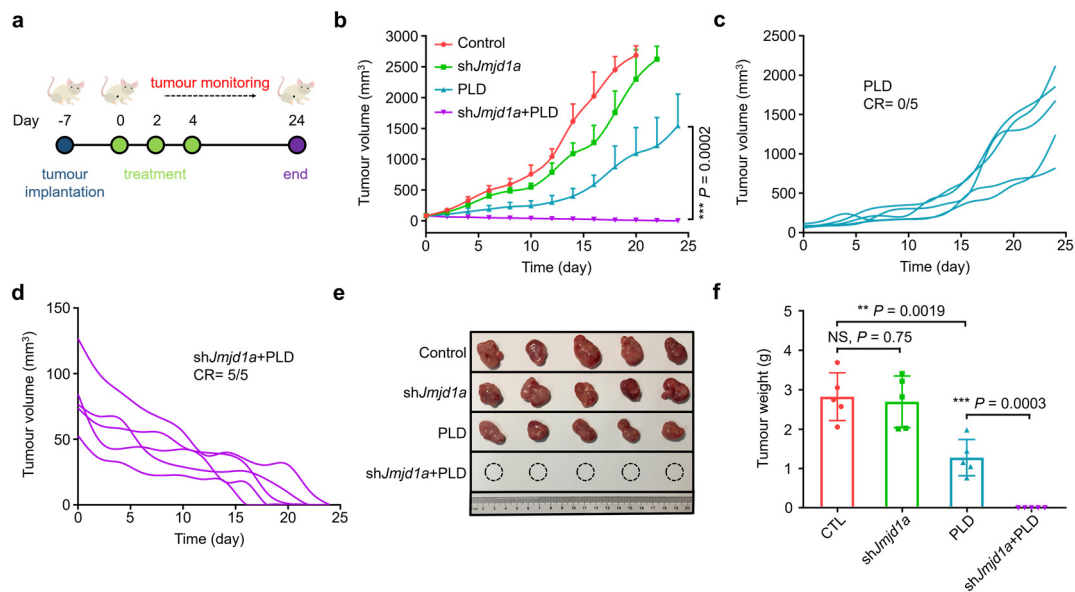 a
tumour monitoring
Day -7 0 2 4 24
tumour
implantation
treatment
end
b
Tumour volume (mm³)
3000
2500
2000
1500
1000
500
0
Control
shJmjd1a
PLD
shJmjd1a+PLD
*** P = 0.0002
0 5 10 15 20 25
Time (day)
c
Tumour volume (mm³)
2500
2000
1500
1000
500
0
PLD
CR= 0/5
0 5 10 15 20 25
Time (day)
d
Tumour volume (mm³)
150
100
50
0
shJmjd1a+PLD
CR= 5/5
0 5 10 15 20 25
Time (day)
e
Control
shJmjd1a
PLD
shJmjd1a+PLD
f
Tumour weight (g)
5
4
3
2
1
0
** P = 0.0019
NS, P = 0.75
*** P = 0.0003
CTL
shJmjd1a
PLD
shJmjd1a+PLD